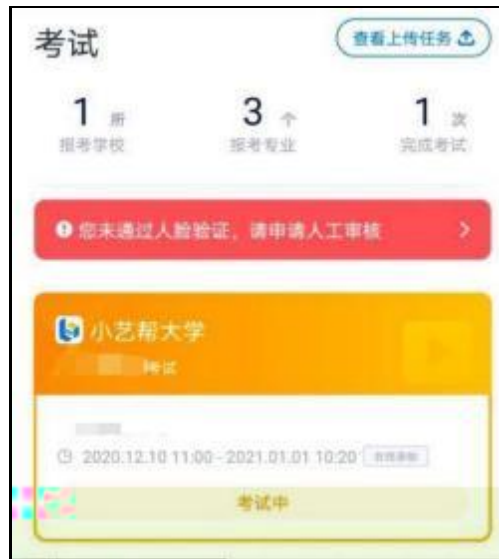 考试
查看上传任务
1 所
3 个
1 次
报考学校
报考专业
完成考试
您未通过人脸验证，请申请人工审核
小艺帮大学
考试
2020.12.10 11:00 - 2021.01.01 10:20
考试中